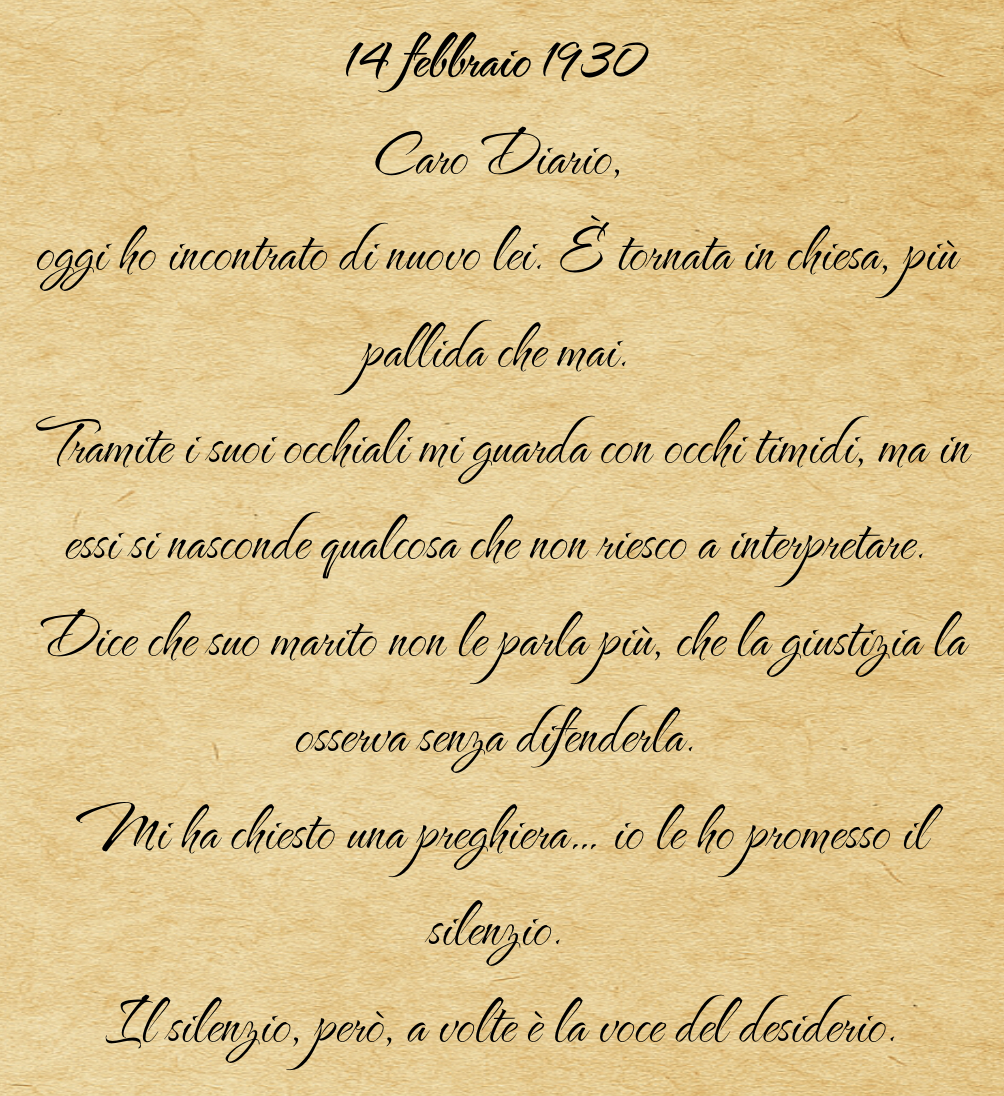 14 febbraio 1930
Caro Diario,
oggi ho incontrato di nuovo lei. È tornata in chiesa, più
pallida che mai.
Tramite i suoi occhiali mi guarda con occhi timidi, ma in
essi si nasconde qualcosa che non riesco a interpretare.
Dice che suo marito non le parla più, che la giustizia la
osserva senza difenderla.
Mi ha chiesto una preghiera... io le ho promesso il
silenzio.
Il silenzio, però, a volte è la voce del desiderio.